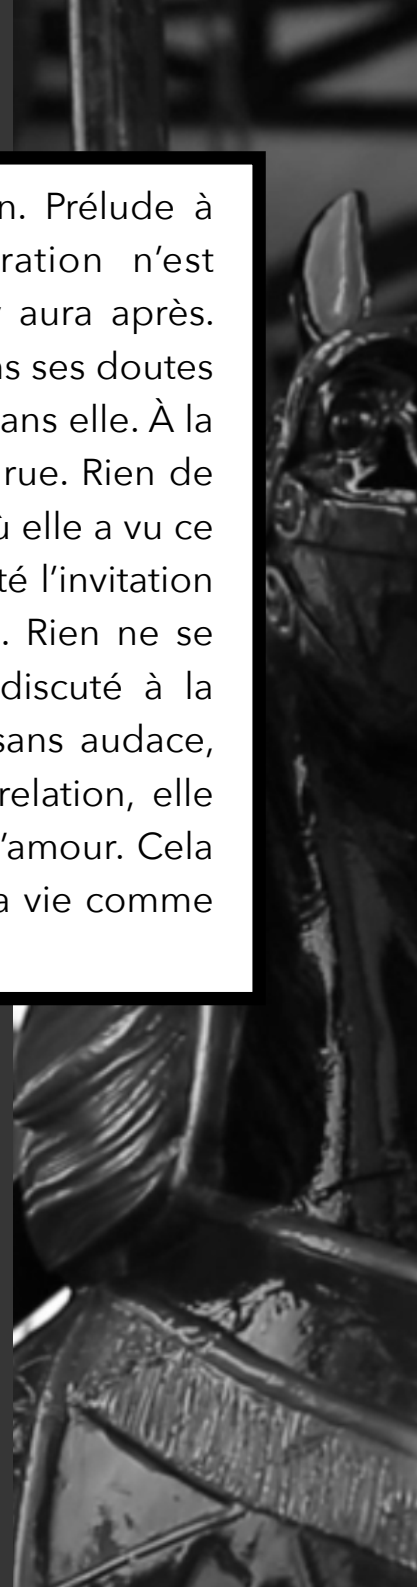 n. Prélude à
ration n’est
aura après.
s ses doutes
ans elle. À la
rue. Rien de
ù elle a vu ce
té l’invitation
. Rien ne se
discuté à la
sans audace,
relation, elle
’amour. Cela
a vie comme